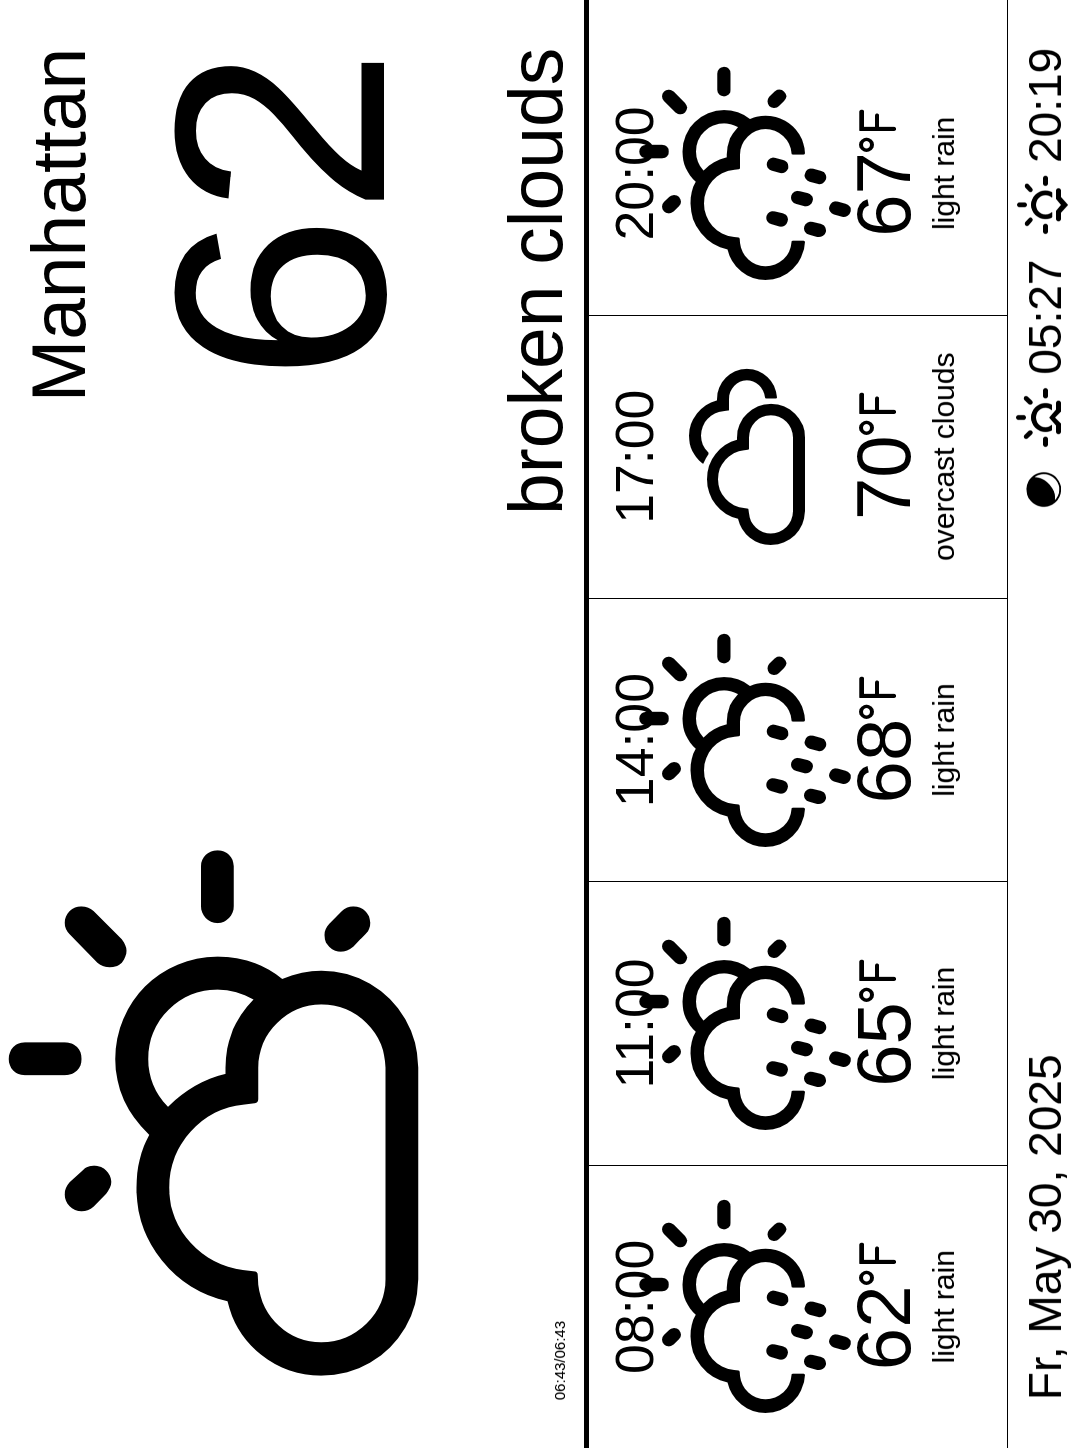 Manhattan
62
broken clouds
06:43/06:43
08:00 11:00 14:00 17:00 20:00
62°F 65°F 68°F 70°F 67°F
light rain light rain light rain overcast clouds light rain
Fr, May 30, 2025 05:27 20:19